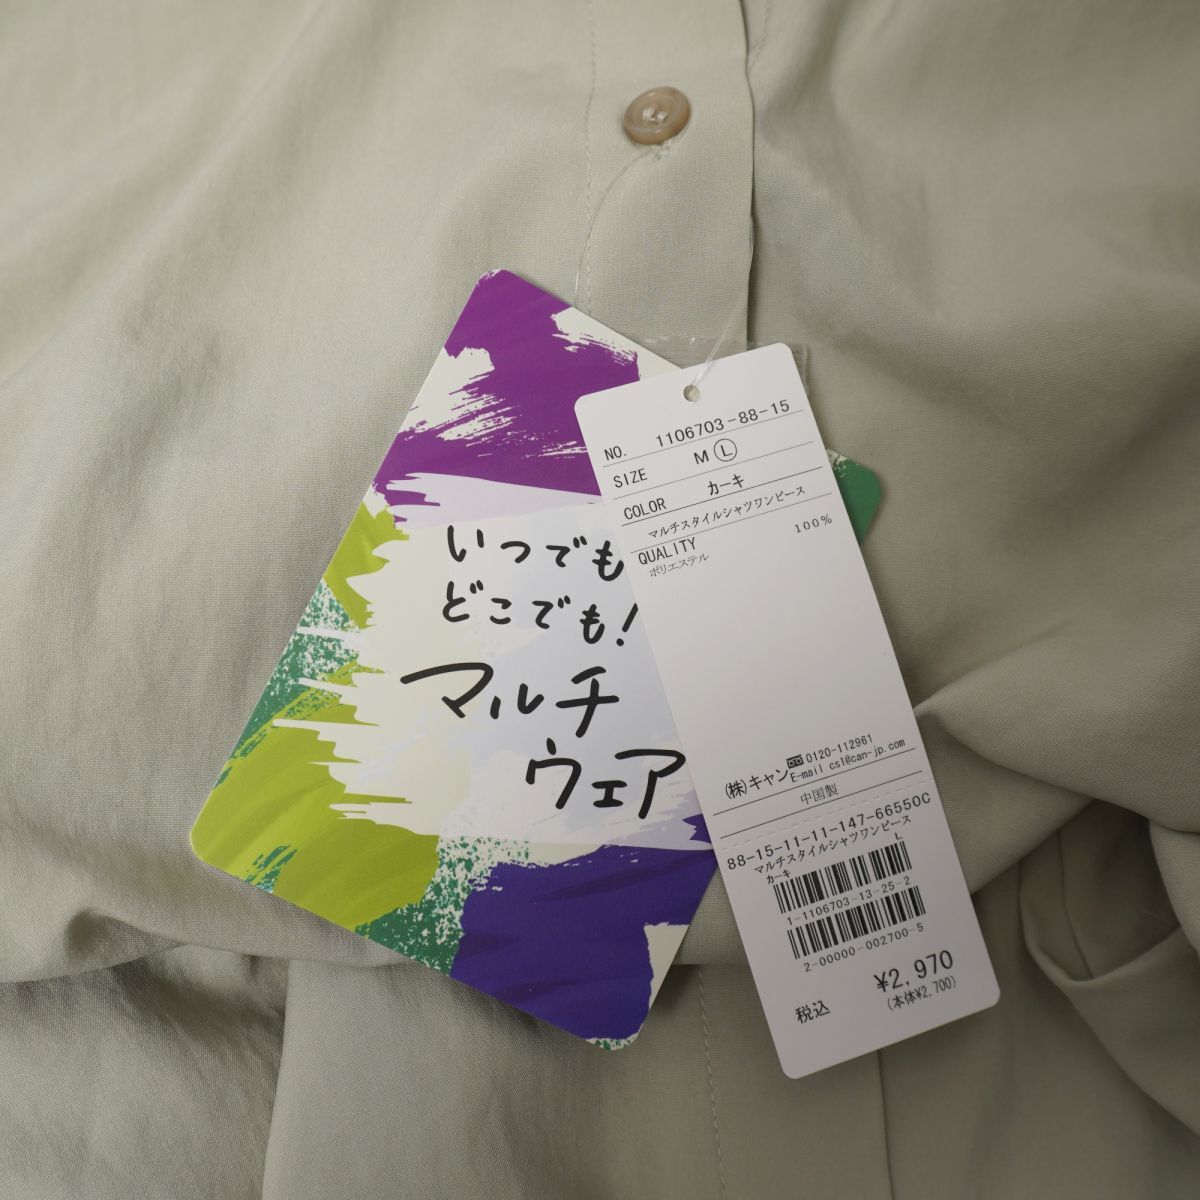 いつでも
どこでも!
マルチ
ウェア
NO. 1106703-88-15
SIZE M L
COLOR カーキ
マルチスタイルシャツワンピース
QUALITY 100%
ポリエステル
(株)キャン 0120-112961
E-mail cs1@can-jp.com
中国製
88-15-11-11-147-66550C
マルチスタイルシャツワンピース
カーキ L
1-1106703-13-25-2
2-00000-002700-5
¥2,970
税込 (本体¥2,700)